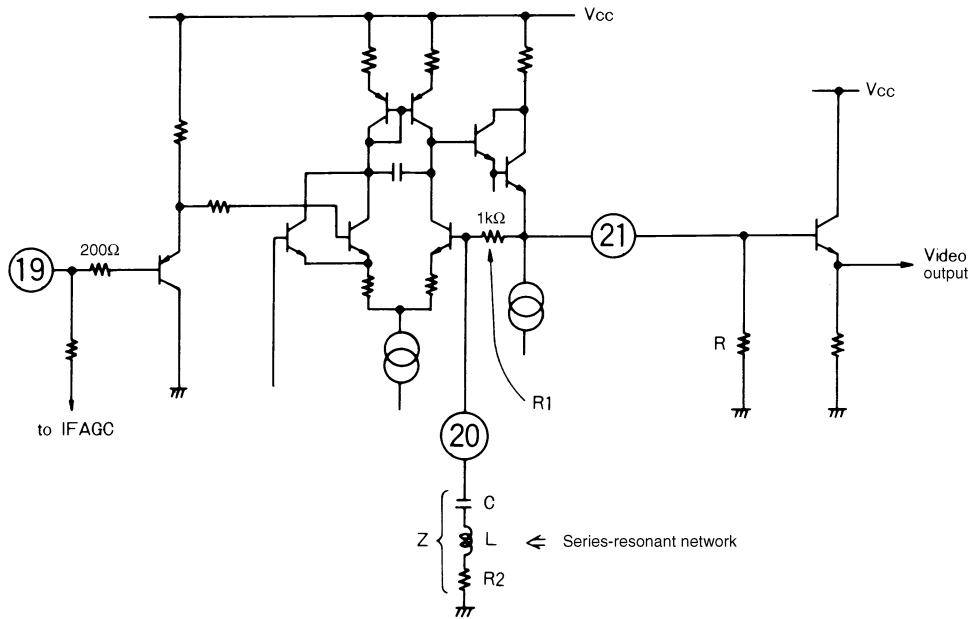 Vcc
Vcc
1kΩ
21
200Ω
19
Video
output
R
R1
to IFAGC
20
C
Z
L
Series-resonant network
R2